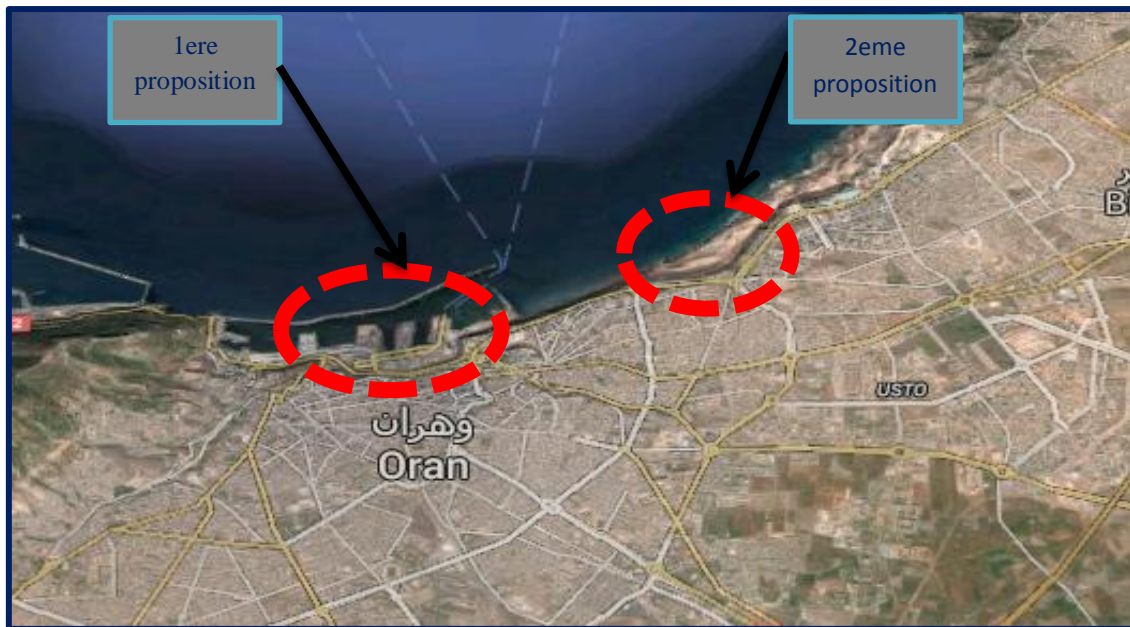 1ere
proposition
2eme
proposition
USTO
وهران
Oran